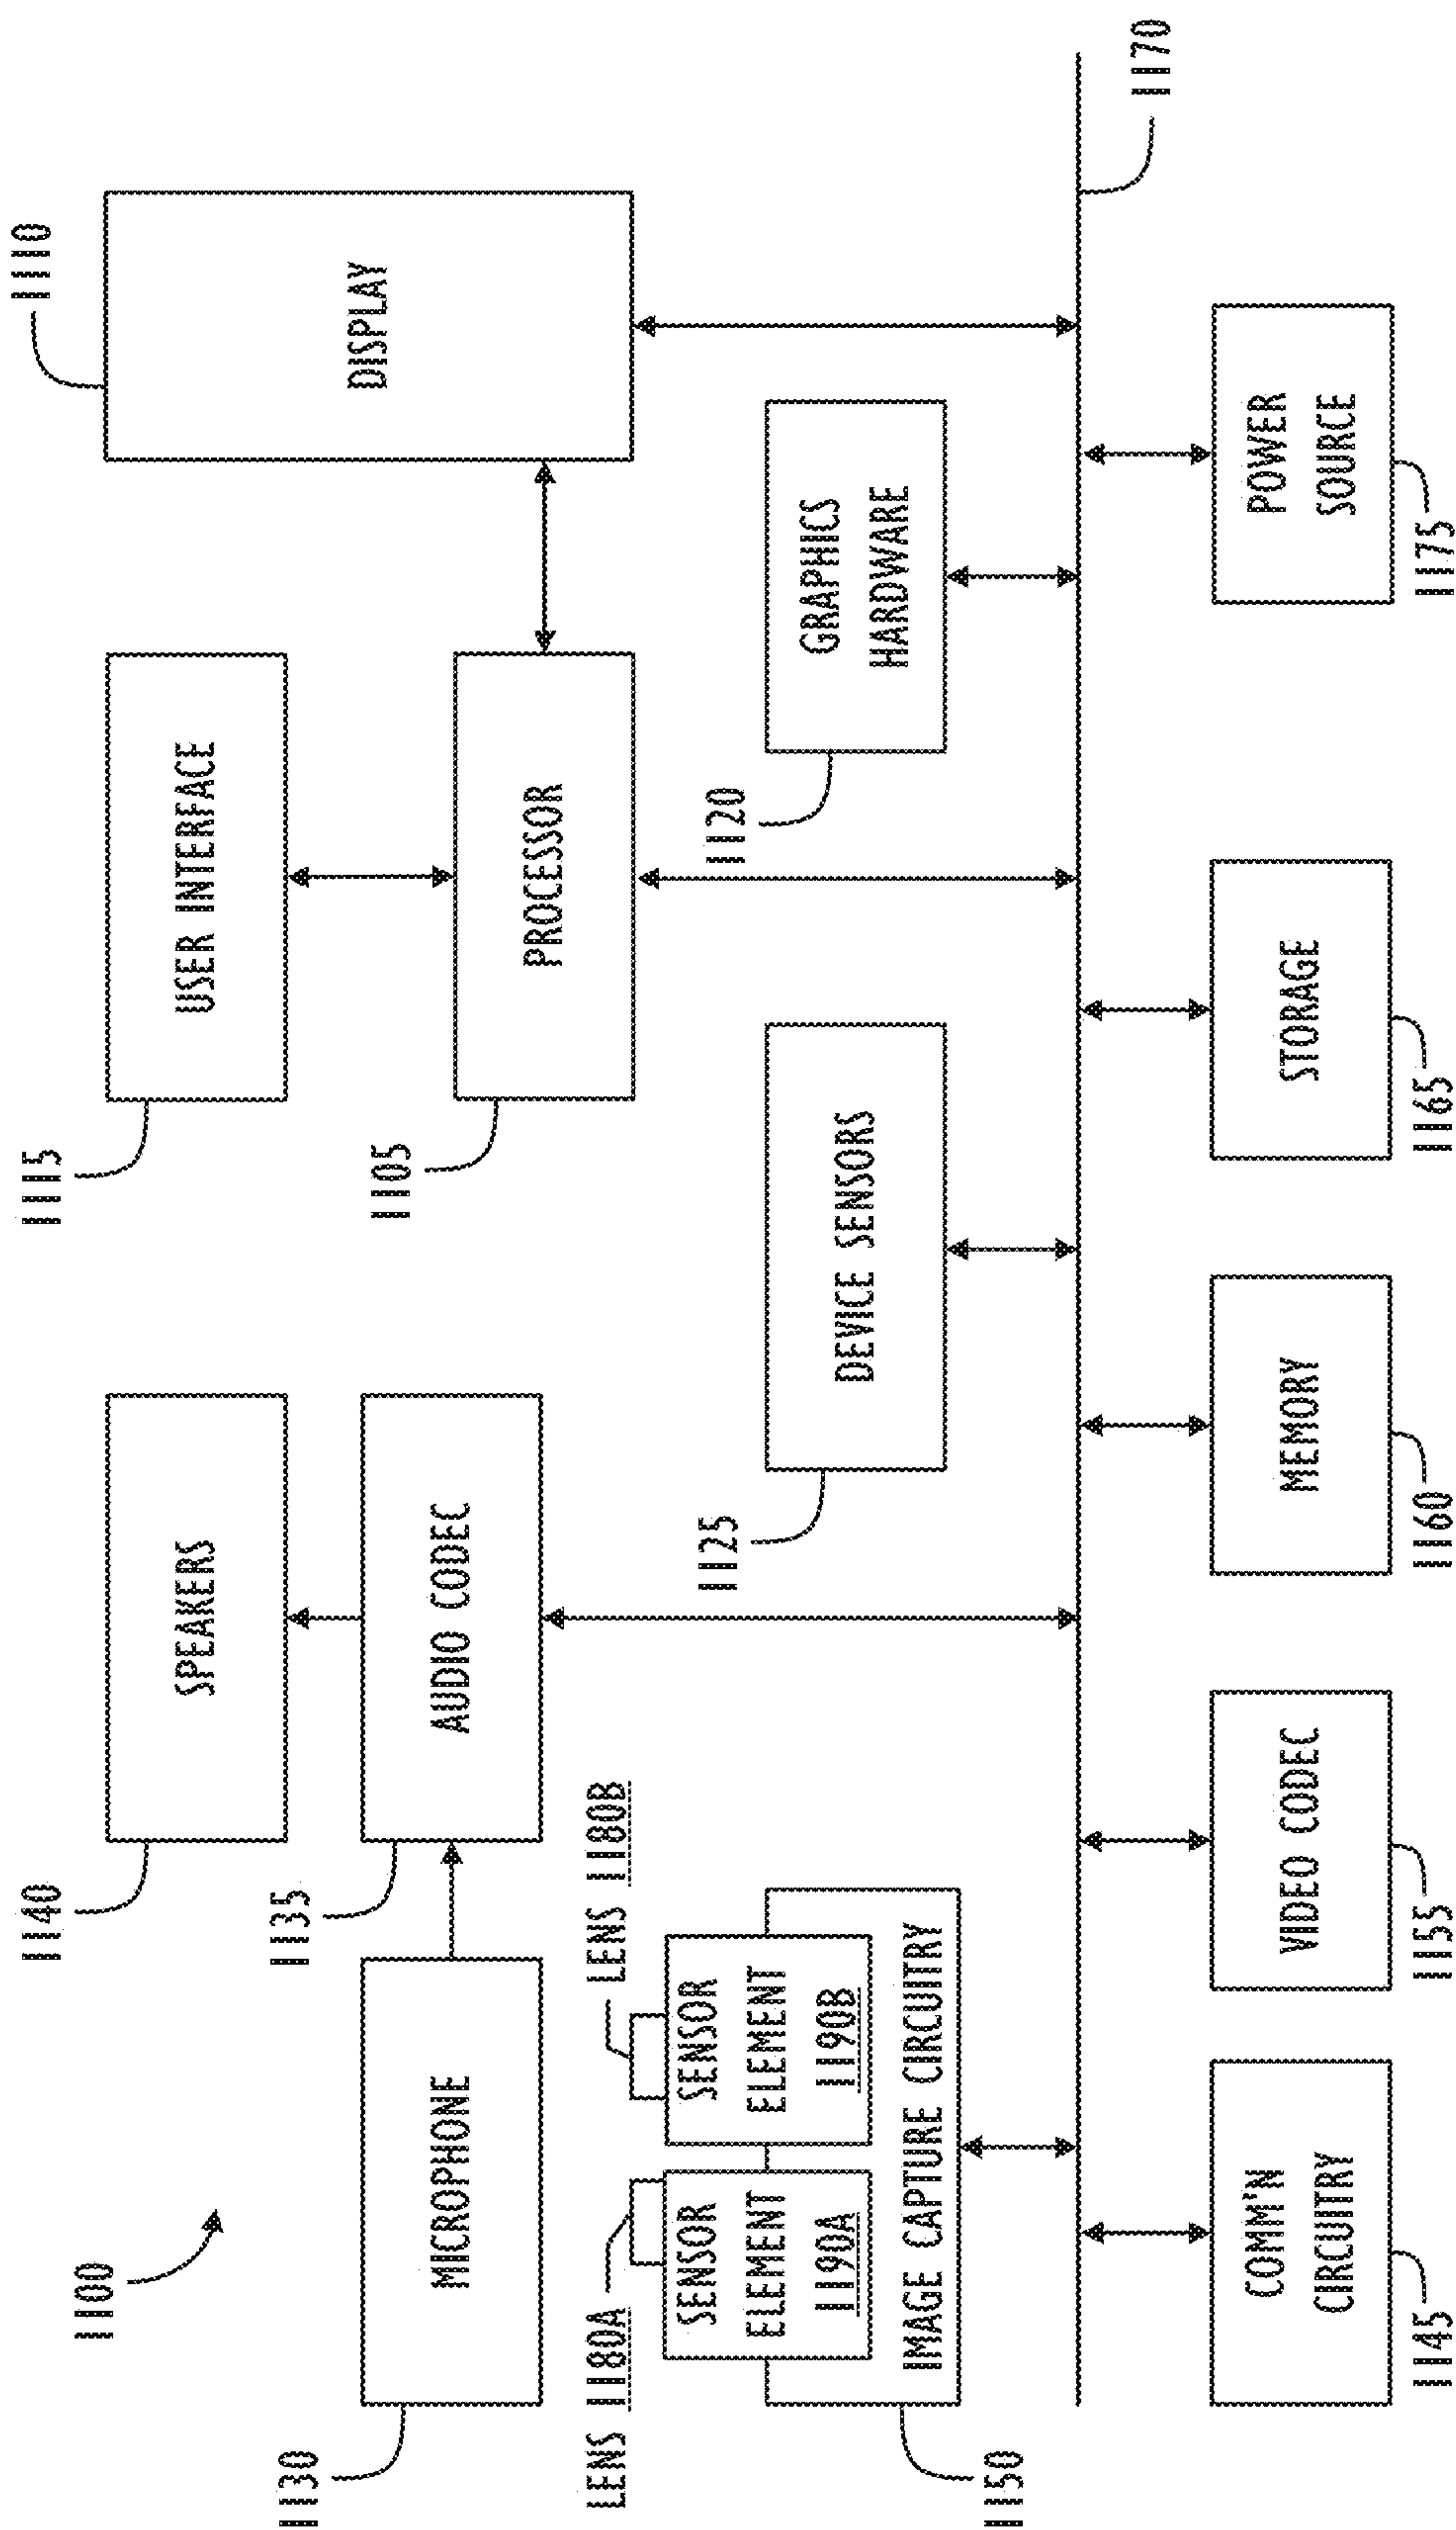 1100
1130
MICROPHONE
1140
SPEAKERS
1135
AUDIO CODEC
1115
USER INTERFACE
1105
PROCESSOR
1110
DISPLAY
LENS 1180A
LENS 1180B
SENSOR
ELEMENT
1190A
SENSOR
ELEMENT
1190B
IMAGE CAPTURE CIRCUITRY
1150
1125
DEVICE SENSORS
1120
GRAPHICS
HARDWARE
1170
COMM'N
CIRCUITRY
1145
VIDEO CODEC
1155
MEMORY
1160
STORAGE
1165
POWER
SOURCE
1175